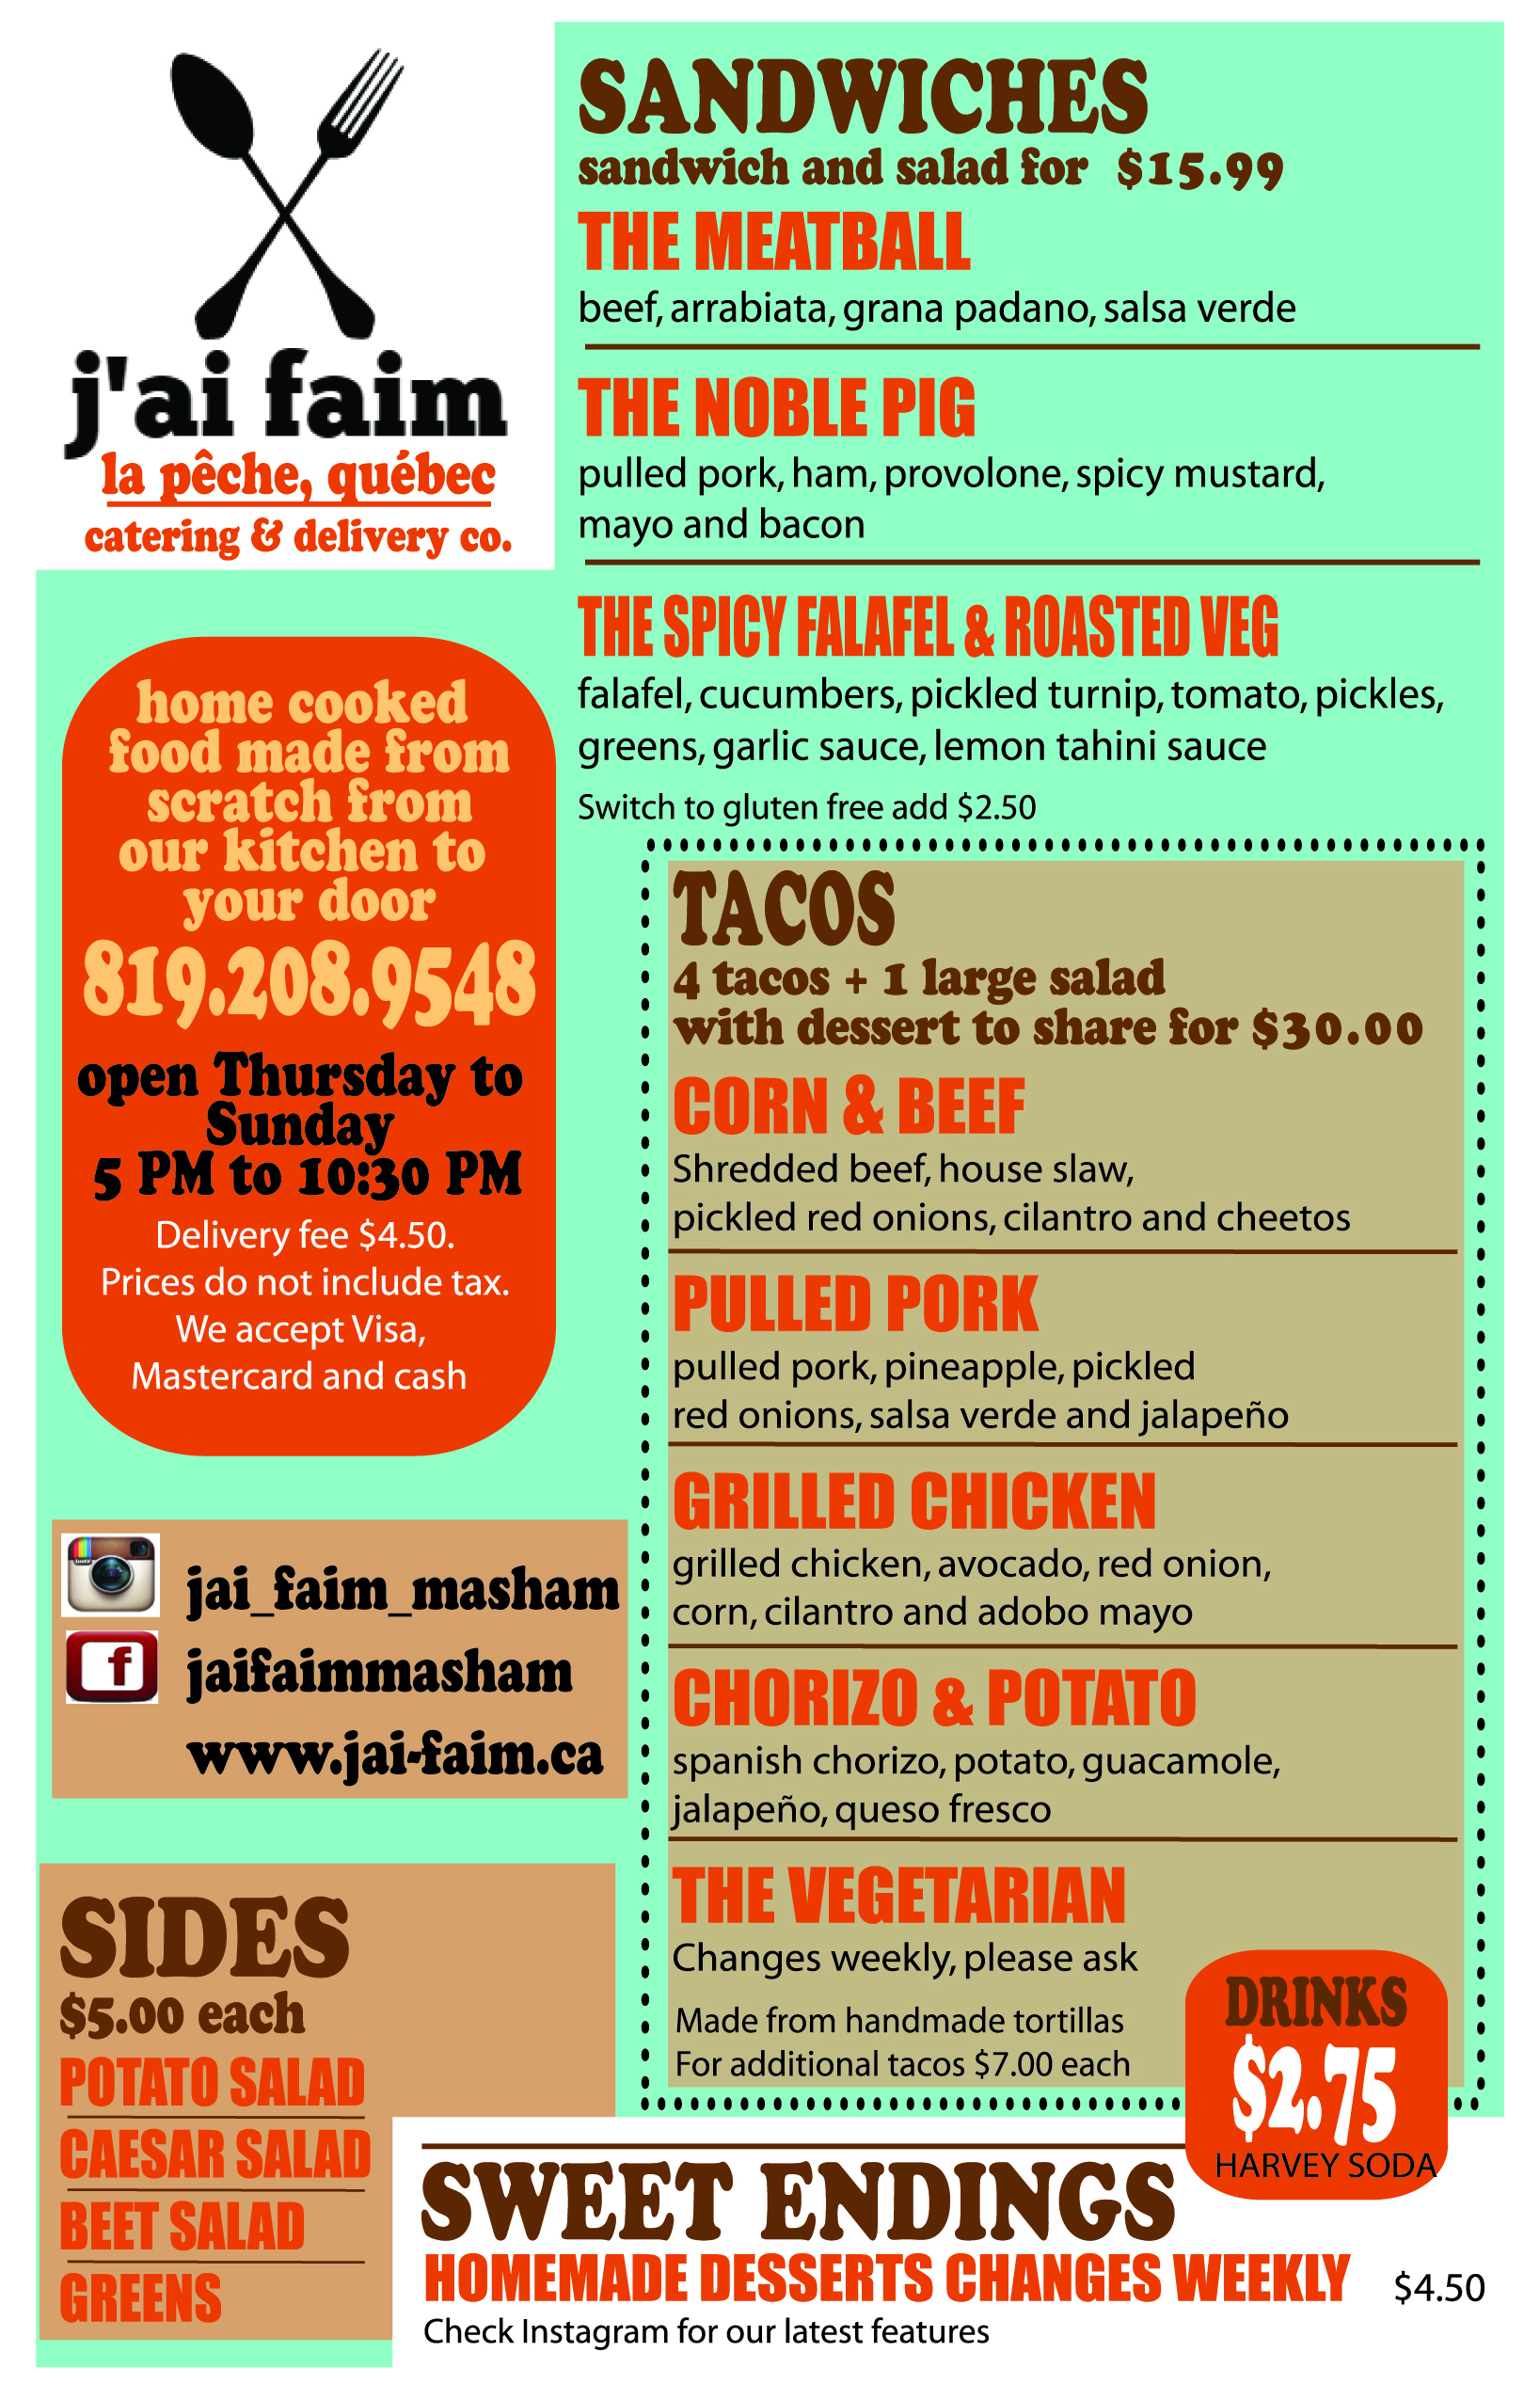 j'ai faim
la pêche, québec
catering & delivery co.
home cooked
food made from
scratch from
our kitchen to
your door
819.208.9548
open Thursday to
Sunday
5 PM to 10:30 PM
Delivery fee $4.50.
Prices do not include tax.
We accept Visa,
Mastercard and cash
jai_faim_masham
f
jaifaimmasham
www.jai-faim.ca
SIDES
$5.00 each
POTATO SALAD
CAESAR SALAD
BEET SALAD
GREENS
SANDWICHES
sandwich and salad for $15.99
THE MEATBALL
beef, arrabiata, grana padano, salsa verde
THE NOBLE PIG
pulled pork, ham, provolone, spicy mustard,
mayo and bacon
THE SPICY FALAFEL & ROASTED VEG
falafel, cucumbers, pickled turnip, tomato, pickles,
greens, garlic sauce, lemon tahini sauce
Switch to gluten free add $2.50
TACOS
4 tacos + 1 large salad
with dessert to share for $30.00
CORN & BEEF
Shredded beef, house slaw,
pickled red onions, cilantro and cheetos
PULLED PORK
pulled pork, pineapple, pickled
red onions, salsa verde and jalapeño
GRILLED CHICKEN
grilled chicken, avocado, red onion,
corn, cilantro and adobo mayo
CHORIZO & POTATO
spanish chorizo, potato, guacamole,
jalapeño, queso fresco
THE VEGETARIAN
Changes weekly, please ask
Made from handmade tortillas
For additional tacos $7.00 each
DRINKS
$2.75
HARVEY SODA
SWEET ENDINGS
HOMEMADE DESSERTS CHANGES WEEKLY $4.50
Check Instagram for our latest features